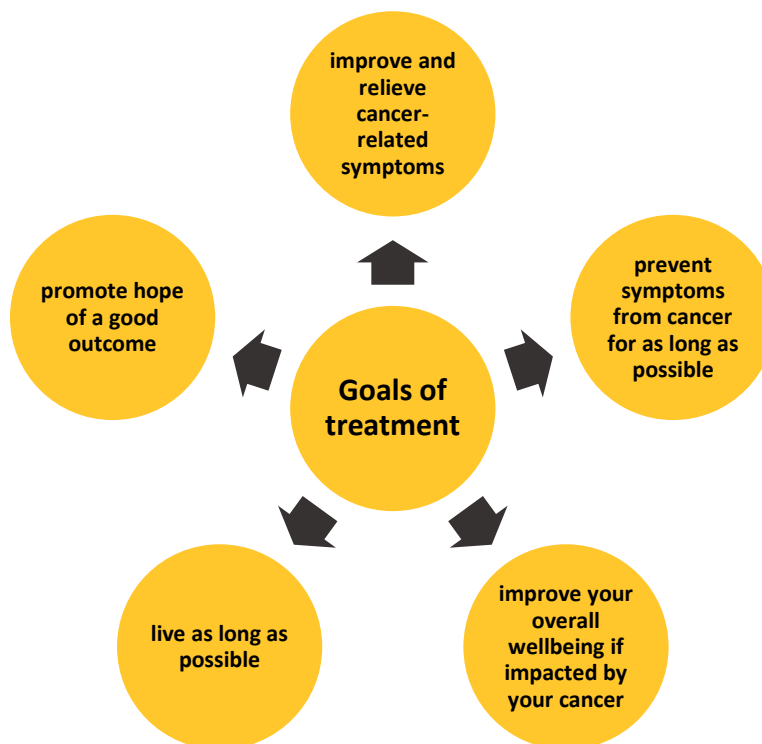 improve and
relieve
cancer-
related
symptoms
promote hope
of a good
outcome
prevent
symptoms
from cancer
for as long as
possible
Goals of
treatment
live as long as
possible
improve your
overall
wellbeing if
impacted by
your cancer